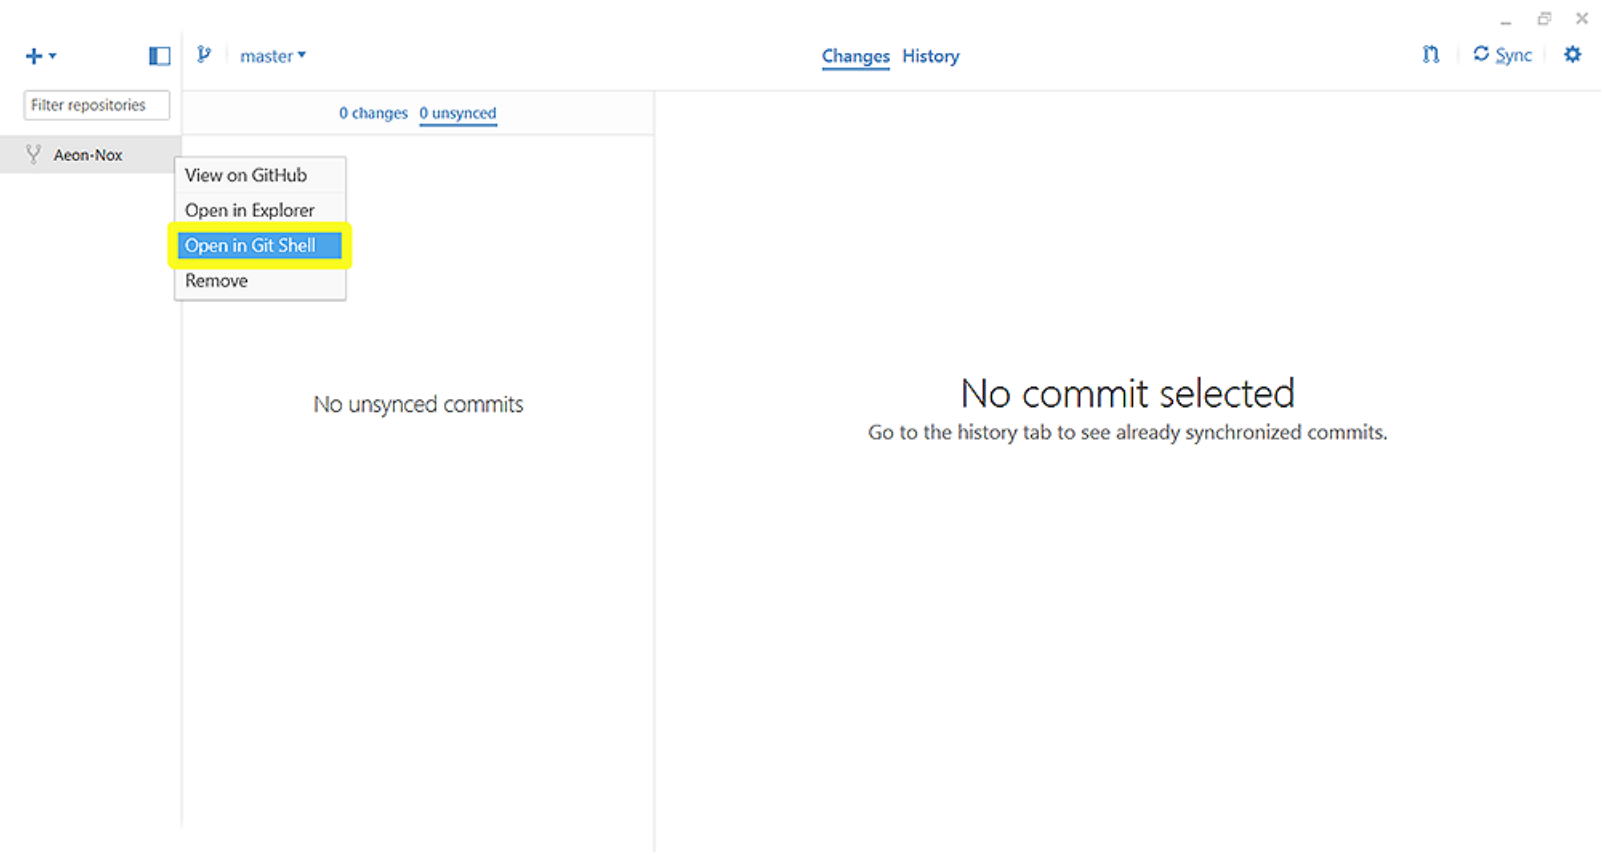 master
Changes History
Sync
Filter repositories
0 changes 0 unsynced
Aeon-Nox
View on GitHub
Open in Explorer
Open in Git Shell
Remove
No unsynced commits
No commit selected
Go to the history tab to see already synchronized commits.